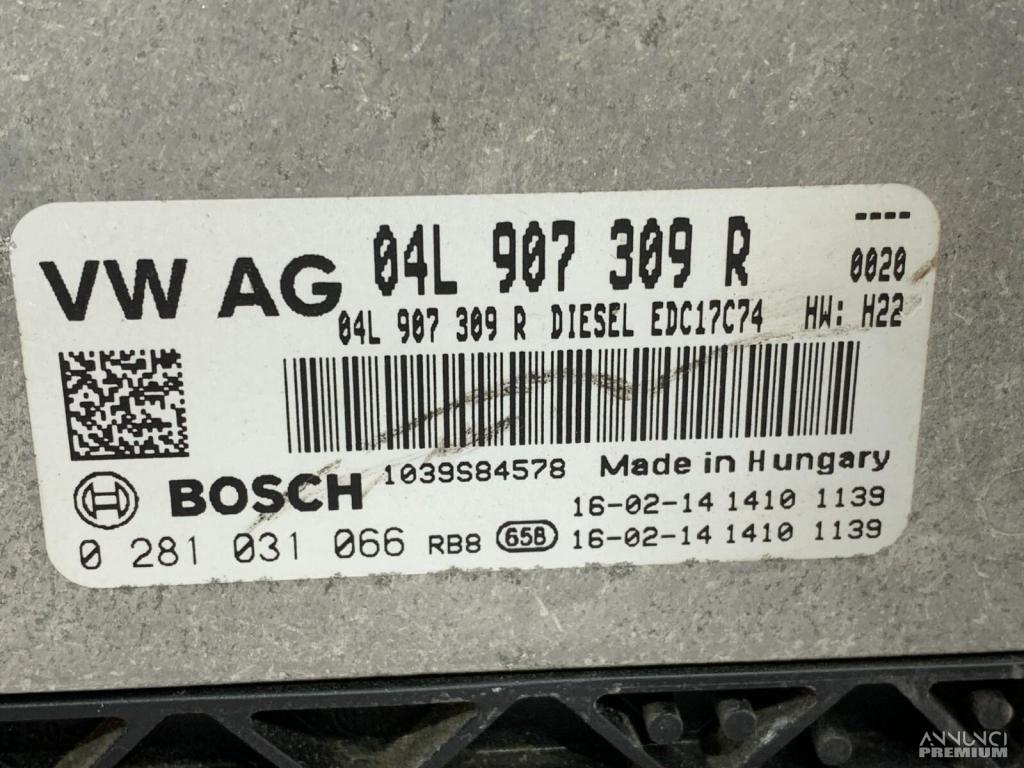 VW AG 04L 907 309 R ----
0020
04L 907 309 R DIESEL EDC17C74 HW: H22
1039S84578 Made in Hungary
BOSCH
16-02-14 1410 1139
0 281 031 066 RB8 65B 16-02-14 1410 1139
ANNUNCI
PREMIUM